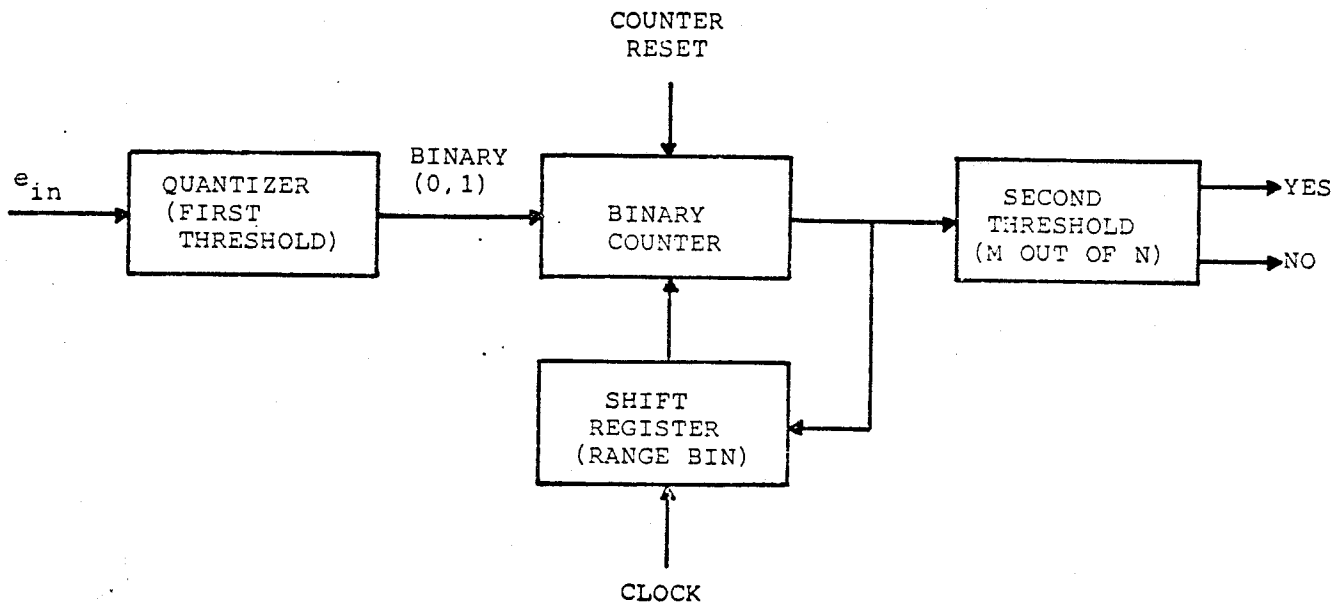 COUNTER
RESET
e_in
QUANTIZER
(FIRST
THRESHOLD)
BINARY
(0,1)
BINARY
COUNTER
SECOND
THRESHOLD
(M OUT OF N)
YES
NO
SHIFT
REGISTER
(RANGE BIN)
CLOCK